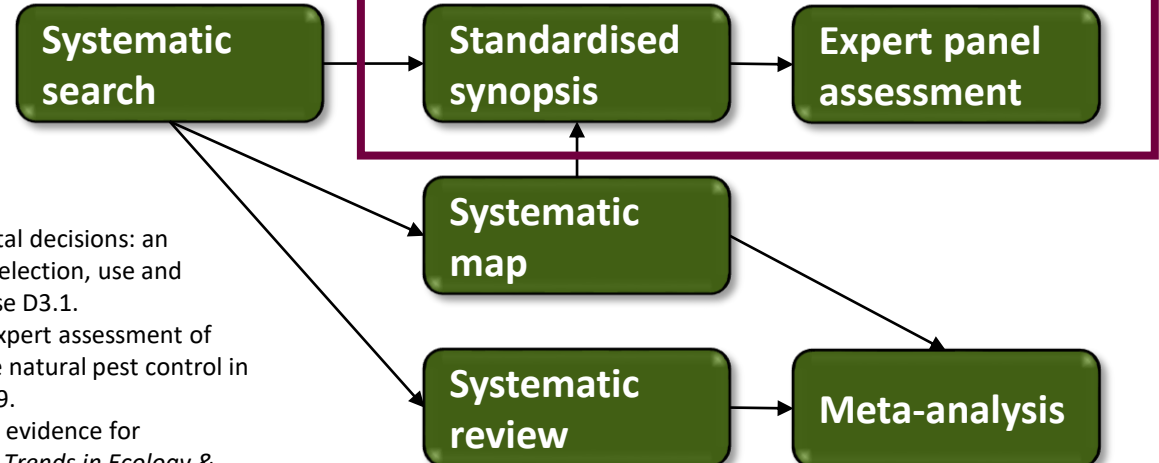 Systematic
search
Standardised
synopsis
Expert panel
assessment
Systematic
map
Systematic
review
Meta-analysis
tal decisions: an
election, use and
se D3.1.
xpert assessment of
e natural pest control in
9.
evidence for
Trends in Ecology &